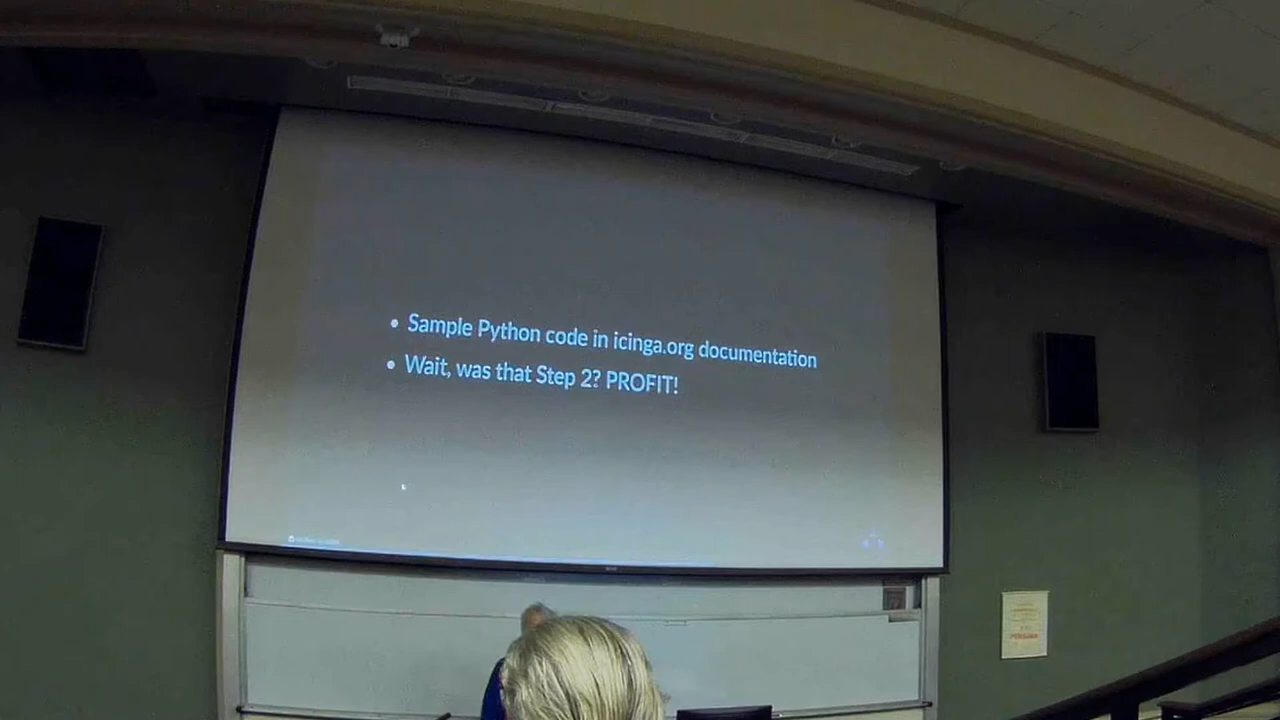 Sample Python code in icinga.org documentation
Wait, was that Step 2? PROFIT!